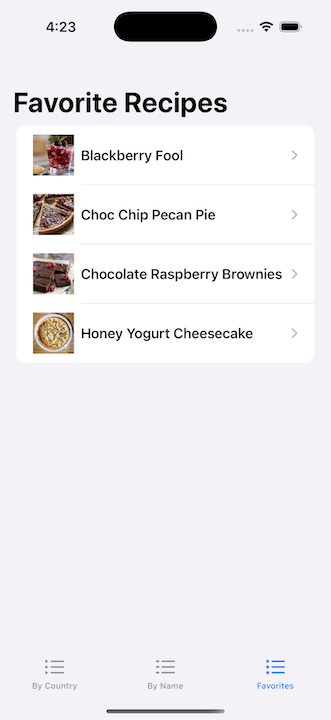 4:23
Favorite Recipes
Blackberry Fool
Choc Chip Pecan Pie
Chocolate Raspberry Brownies
Honey Yogurt Cheesecake
By Country
By Name
Favorites